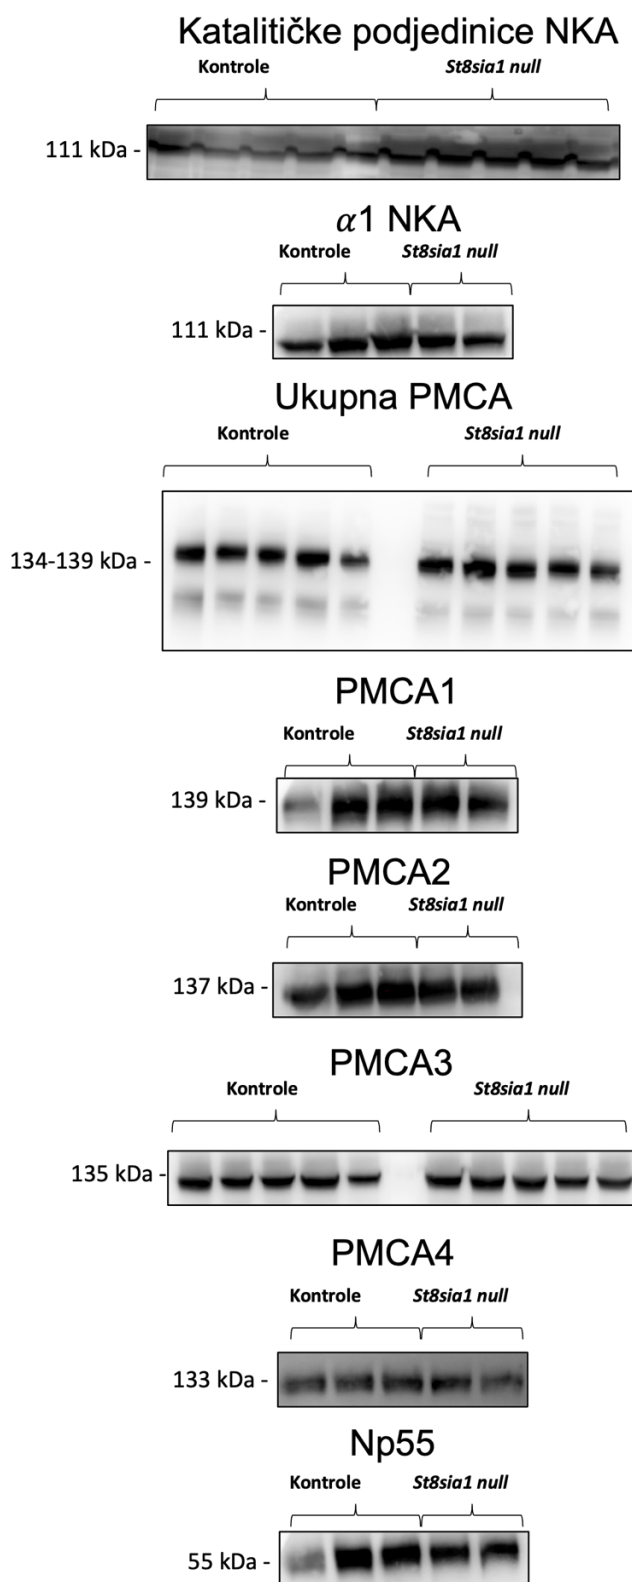 Katalitičke podjedinice NKA
Kontrole St8sia1 null
111 kDa -
α1 NKA
Kontrole St8sia1 null
111 kDa -
Ukupna PMCA
Kontrole St8sia1 null
134-139 kDa -
PMCA1
Kontrole St8sia1 null
139 kDa -
PMCA2
Kontrole St8sia1 null
137 kDa -
PMCA3
Kontrole St8sia1 null
135 kDa -
PMCA4
Kontrole St8sia1 null
133 kDa -
Np55
Kontrole St8sia1 null
55 kDa -